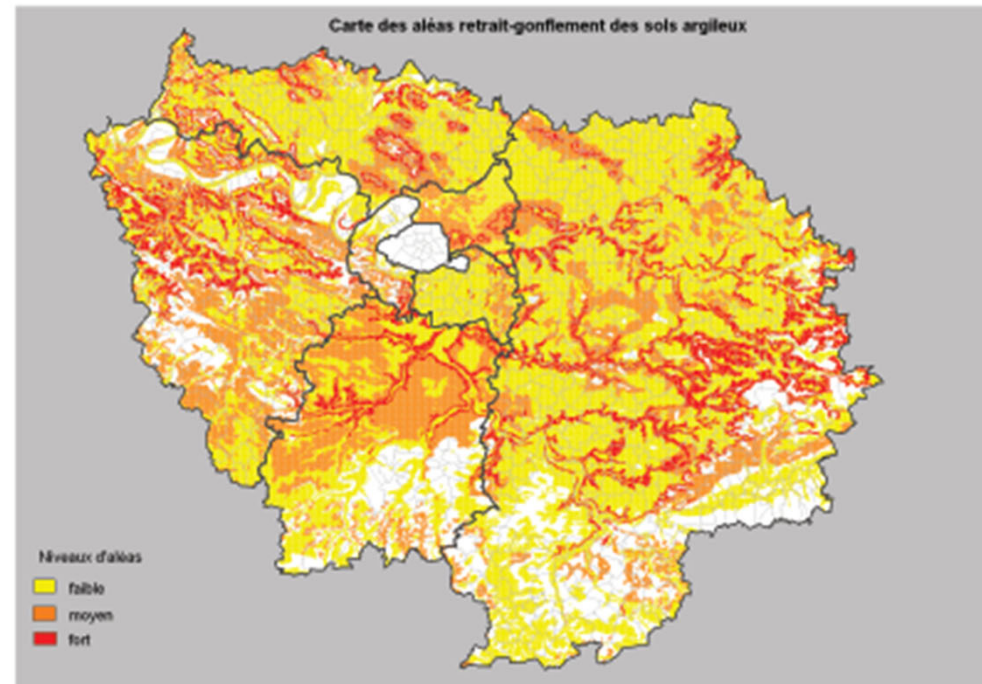 Carte des aléas retrait-gonflement des sols argileux
Niveaux d'aléas
faible
moyen
fort